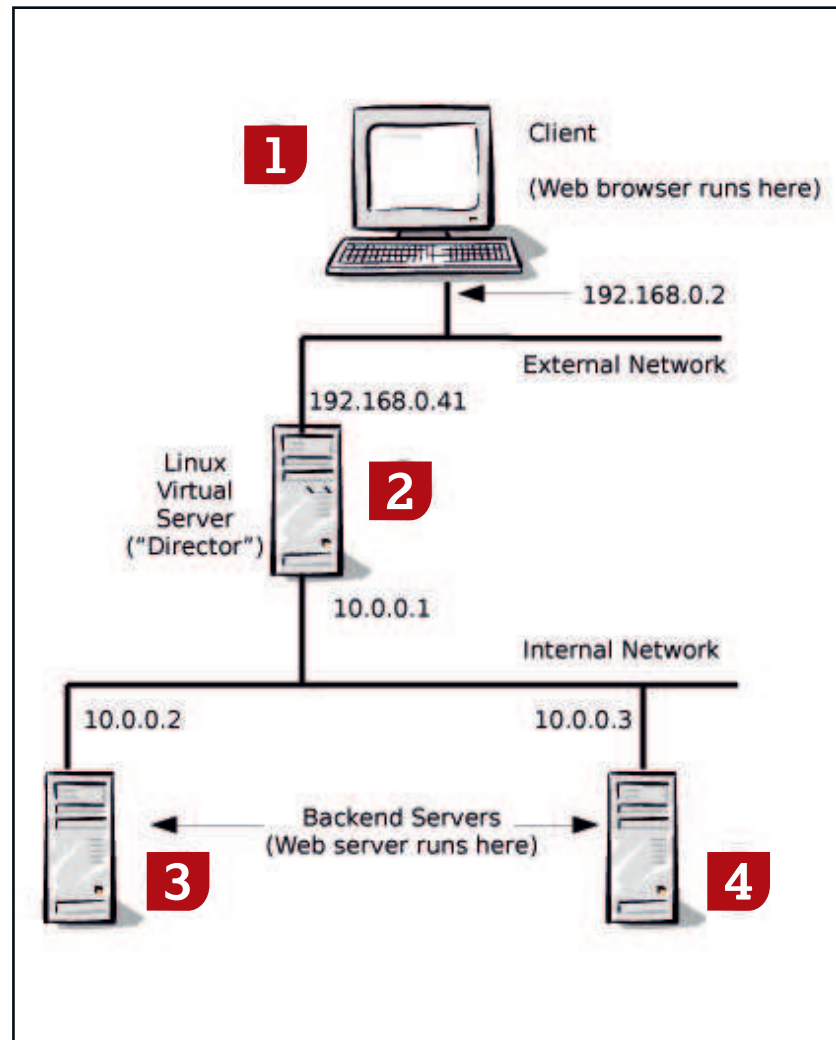 1
Client
(Web browser runs here)
192.168.0.2
External Network
192.168.0.41
Linux
Virtual
Server
("Director")
2
10.0.0.1
Internal Network
10.0.0.2
10.0.0.3
Backend Servers
(Web server runs here)
3
4